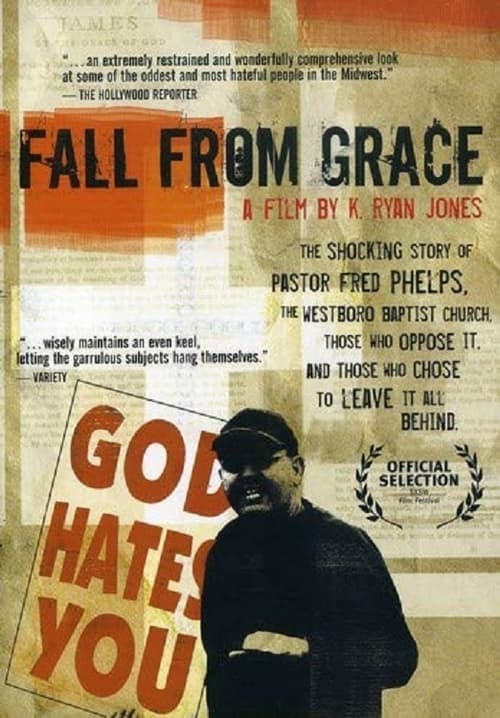 JAMES
"...an extremely restrained and wonderfully comprehensive look
at some of the oddest and most hateful people in the Midwest."
— THE HOLLYWOOD REPORTER
FALL FROM GRACE
A FILM BY K. RYAN JONES
THE SHOCKING STORY OF
PASTOR FRED PHELPS,
THE WESTBORO BAPTIST CHURCH,
THOSE WHO OPPOSE IT,
AND THOSE WHO CHOSE
TO LEAVE IT ALL
BEHIND.
"...wisely maintains an even keel,
letting the garrulous subjects hang themselves."
— VARIETY
GOD
HATES
YOU
OFFICIAL
SELECTION
SXSW
Film Festival